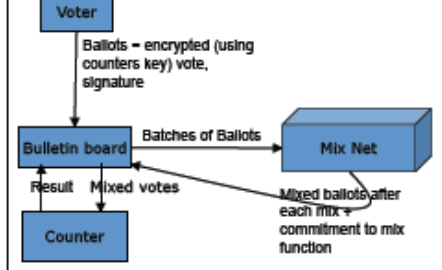 Voter
Ballots = encrypted (using
counters key) vote,
signature
Batches of Ballots
Bulletin board
Mix Net
Result
Mixed votes
Mixed ballots after
each mix +
commitment to mix
function
Counter